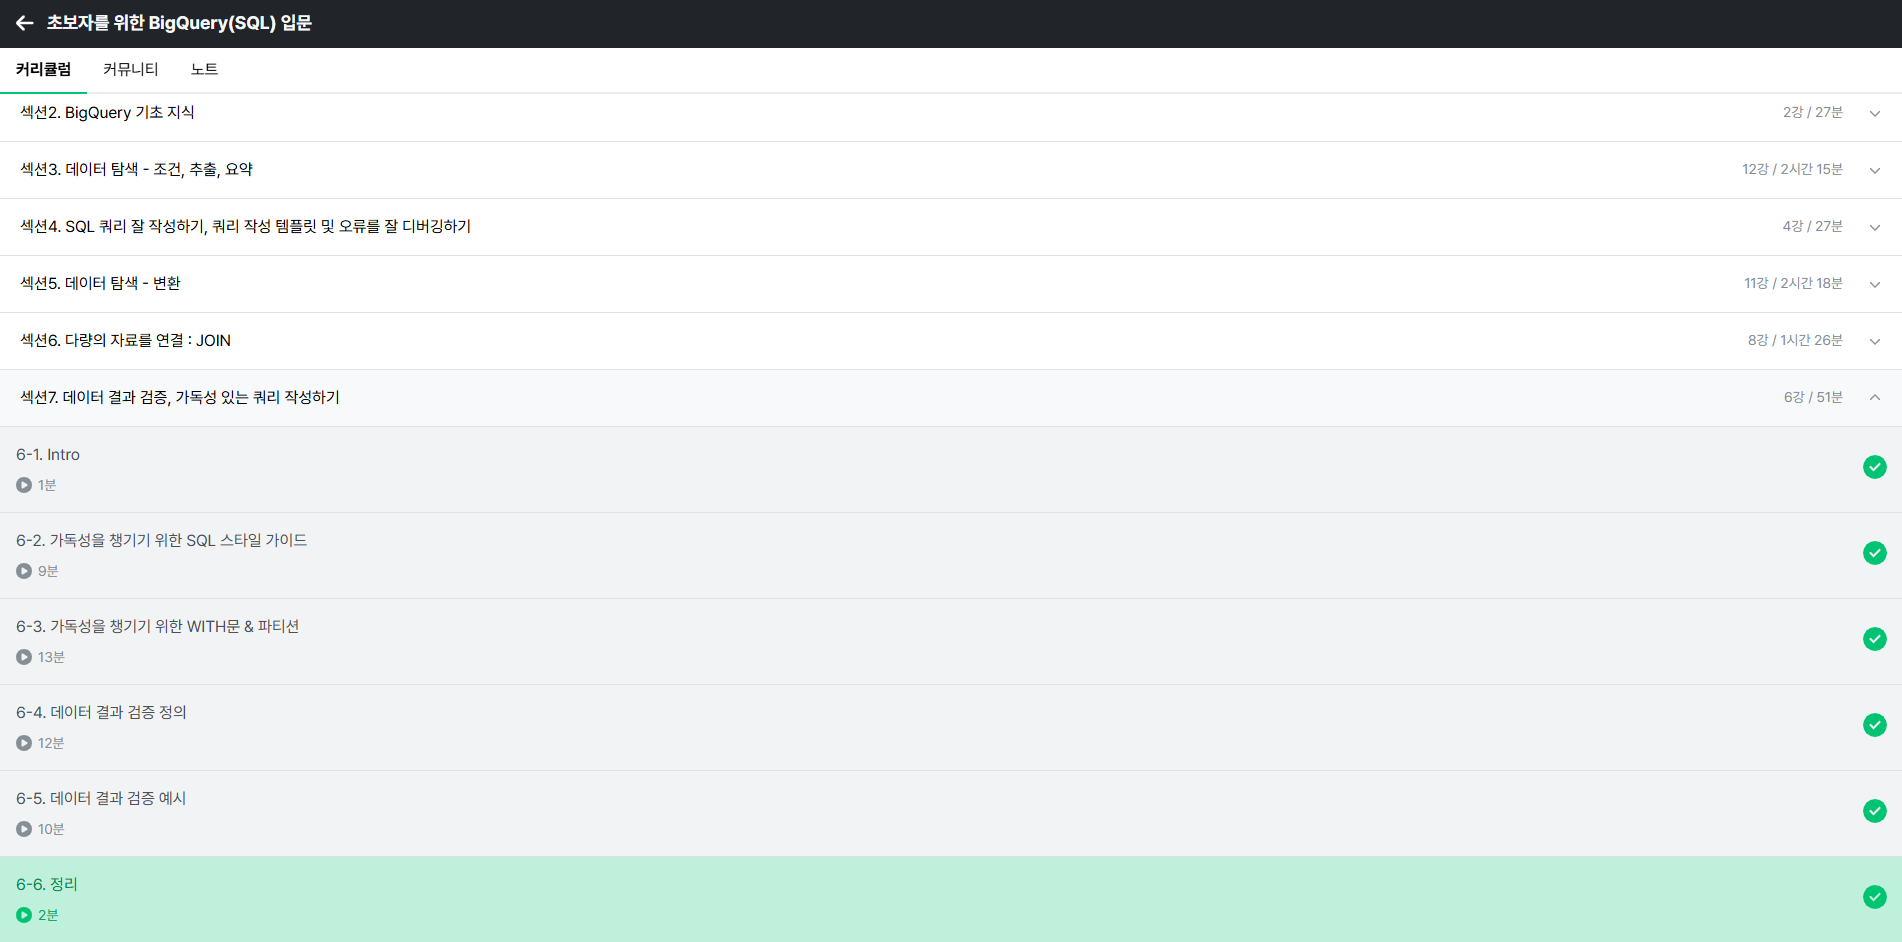 초보자를 위한 BigQuery(SQL) 입문
커리큘럼 커뮤니티 노트
섹션2. BigQuery 기초 지식 2강 / 27분
섹션3. 데이터 탐색 - 조건, 추출, 요약 12강 / 2시간 15분
섹션4. SQL 쿼리 잘 작성하기, 쿼리 작성 템플릿 및 오류를 잘 디버깅하기 4강 / 27분
섹션5. 데이터 탐색 - 변환 11강 / 2시간 18분
섹션6. 다량의 자료를 연결 : JOIN 8강 / 1시간 26분
섹션7. 데이터 결과 검증, 가독성 있는 쿼리 작성하기 6강 / 51분
6-1. Intro
1분
6-2. 가독성을 챙기기 위한 SQL 스타일 가이드
9분
6-3. 가독성을 챙기기 위한 WITH문 & 파티션
13분
6-4. 데이터 결과 검증 정의
12분
6-5. 데이터 결과 검증 예시
10분
6-6. 정리
2분